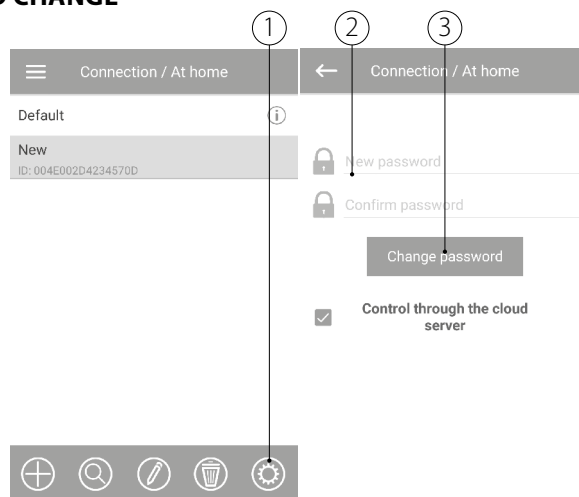 CHANGE
1
2
3
Connection / At home
Default
New
ID: 004E002D4234570D
Connection / At home
New password
Confirm password
Change password
Control through the cloud
server